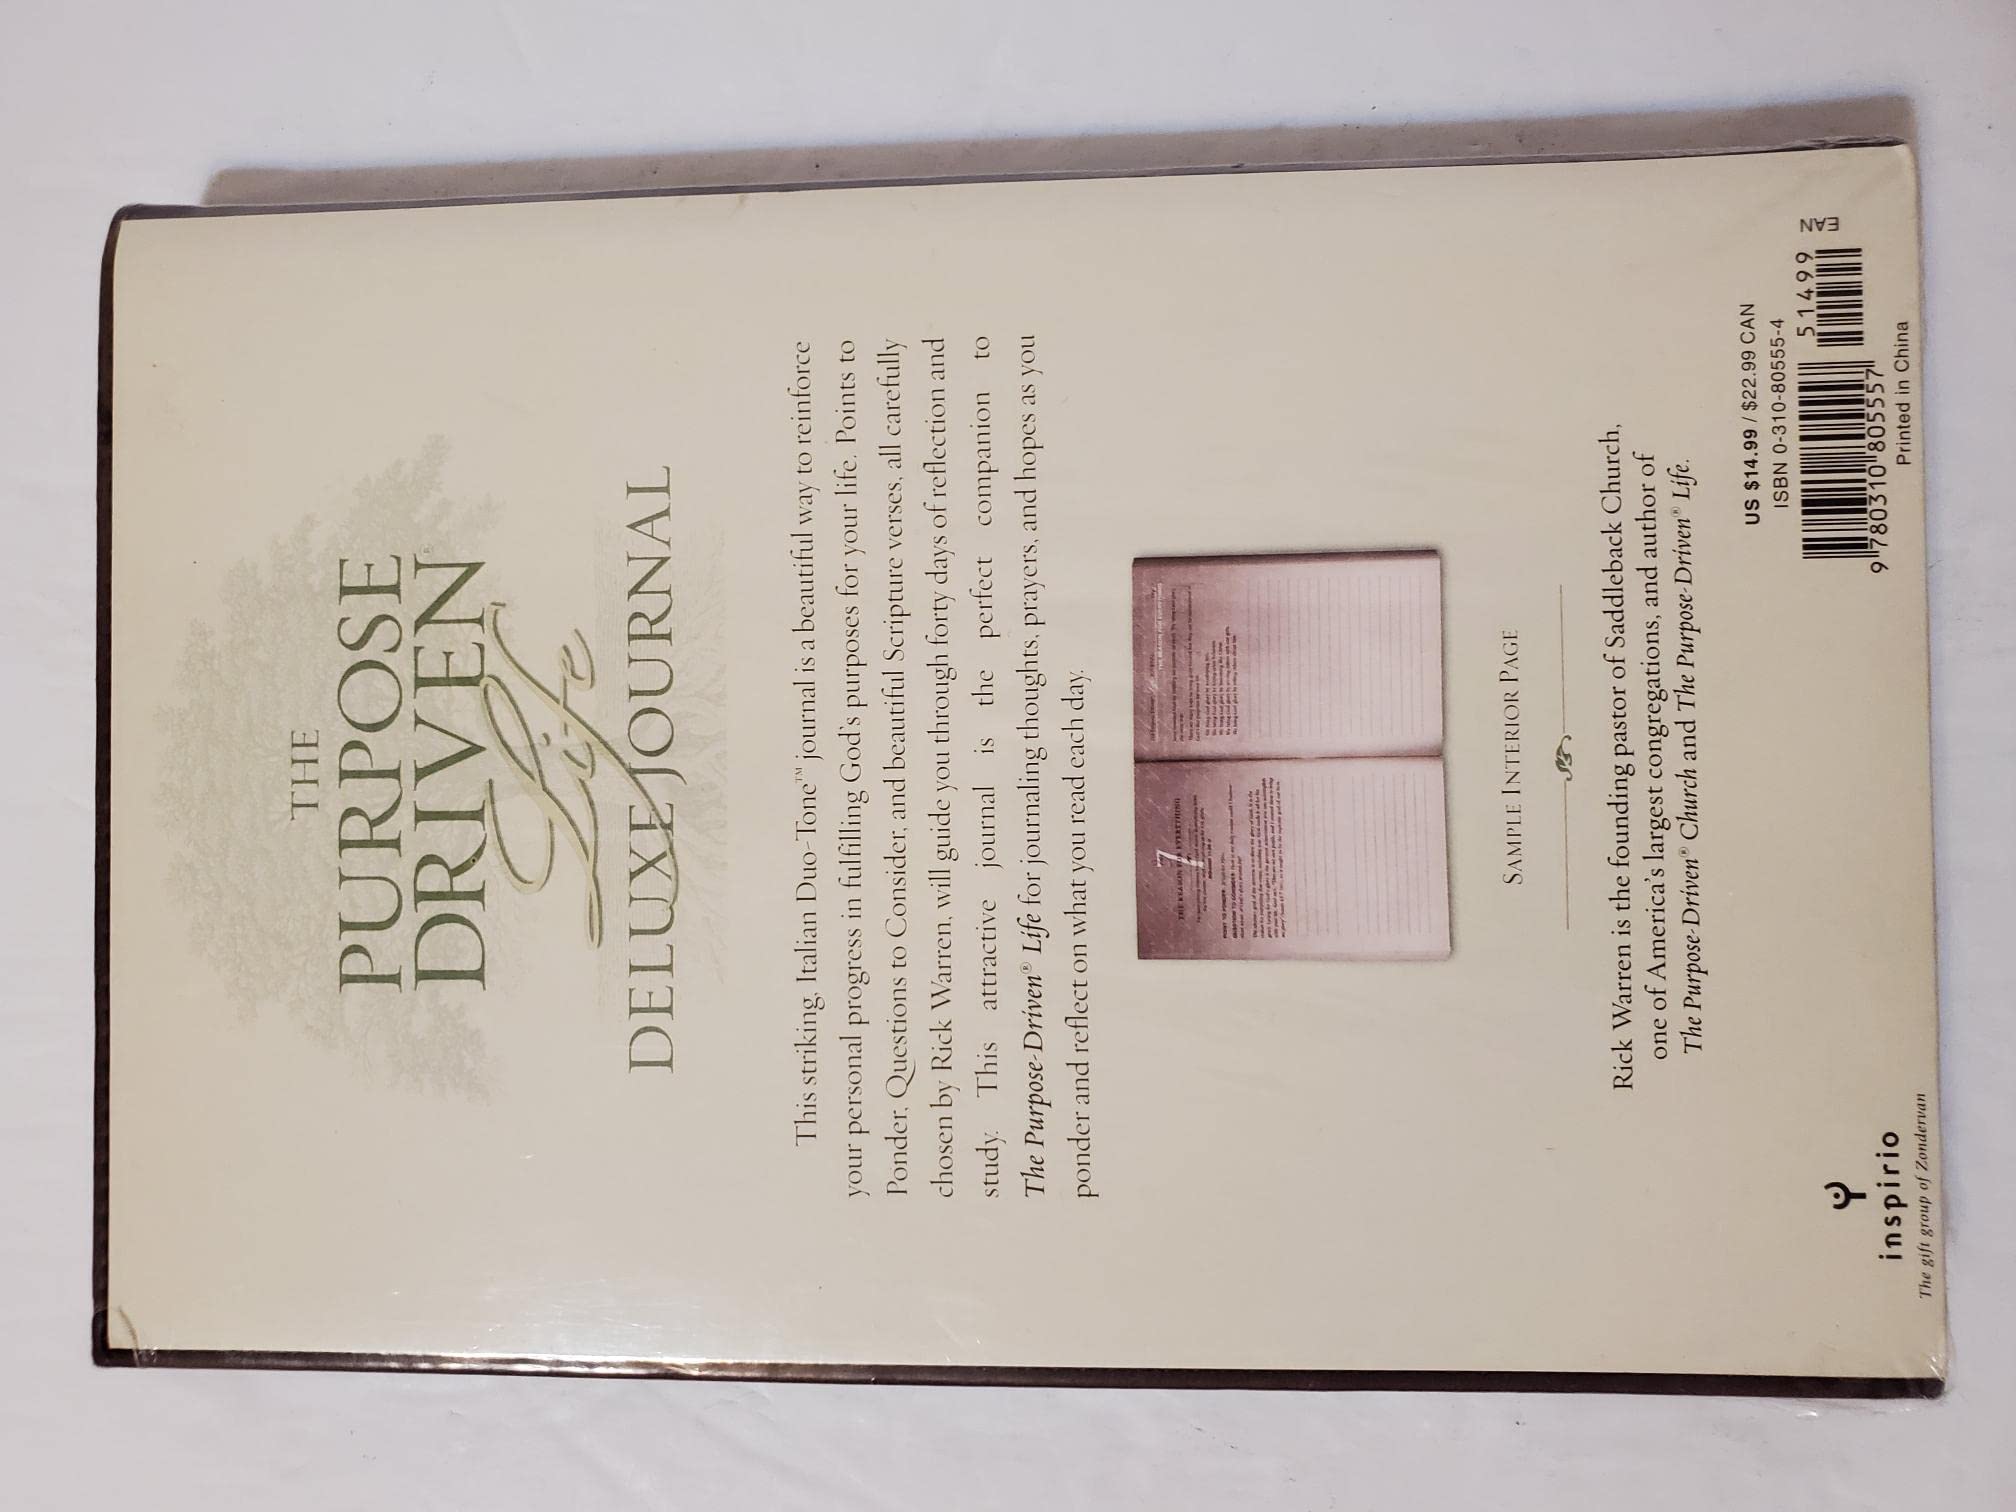 THE
PURPOSE
DRIVEN®
Life
DELUXE JOURNAL
This striking, Italian Duo-Tone™ journal is a beautiful way to reinforce
your personal progress in fulfilling God's purposes for your life. Points to
Ponder, Questions to Consider, and beautiful Scripture verses, all carefully
chosen by Rick Warren, will guide you through forty days of reflection and
study. This attractive journal is the perfect companion to
The Purpose-Driven® Life for journaling thoughts, prayers, and hopes as you
ponder and reflect on what you read each day.
7
THE REASON FOR EVERYTHING
SAMPLE INTERIOR PAGE
Rick Warren is the founding pastor of Saddleback Church,
one of America's largest congregations, and author of
The Purpose-Driven® Church and The Purpose-Driven® Life.
inspirio
The gift group of Zondervan
US $14.99 / $22.99 CAN
ISBN 0-310-80555-4
51499
EAN
9 780310 805557
Printed in China